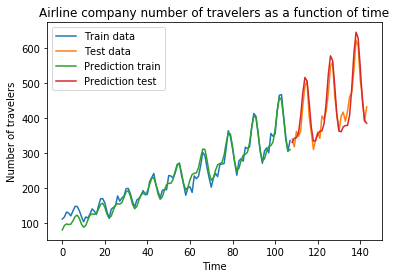 Airline company number of travelers as a function of time
Train data
Test data
Prediction train
Prediction test
Number of travelers
600
500
400
300
200
100
0
20
40
60
80
100
120
140
Time